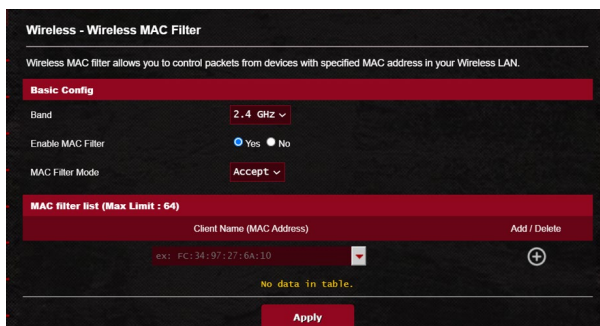 Wireless - Wireless MAC Filter
Wireless MAC filter allows you to control packets from devices with specified MAC address in your Wireless LAN.
Basic Config
Band 2.4 GHz
Enable MAC Filter Yes No
MAC Filter Mode Accept
MAC filter list (Max Limit : 64)
Client Name (MAC Address) Add / Delete
ex: FC:34:97:27:6A:10
No data in table.
Apply